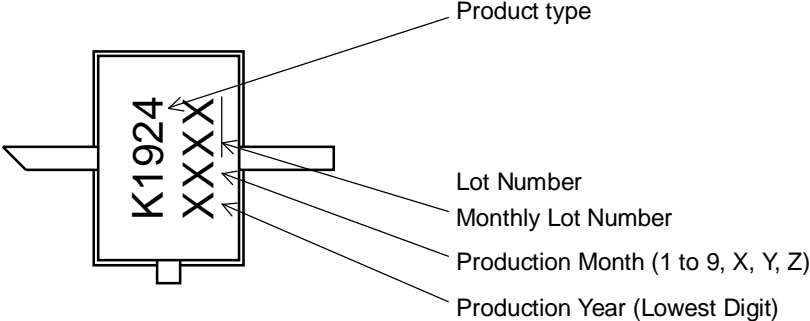 Product type
K1924
XXXX
Lot Number
Monthly Lot Number
Production Month (1 to 9, X, Y, Z)
Production Year (Lowest Digit)